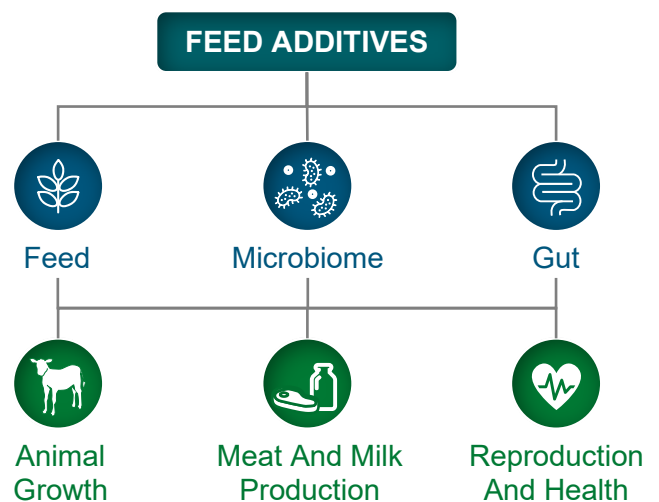 FEED ADDITIVES
Feed
Microbiome
Gut
Animal
Growth
Meat And Milk
Production
Reproduction
And Health